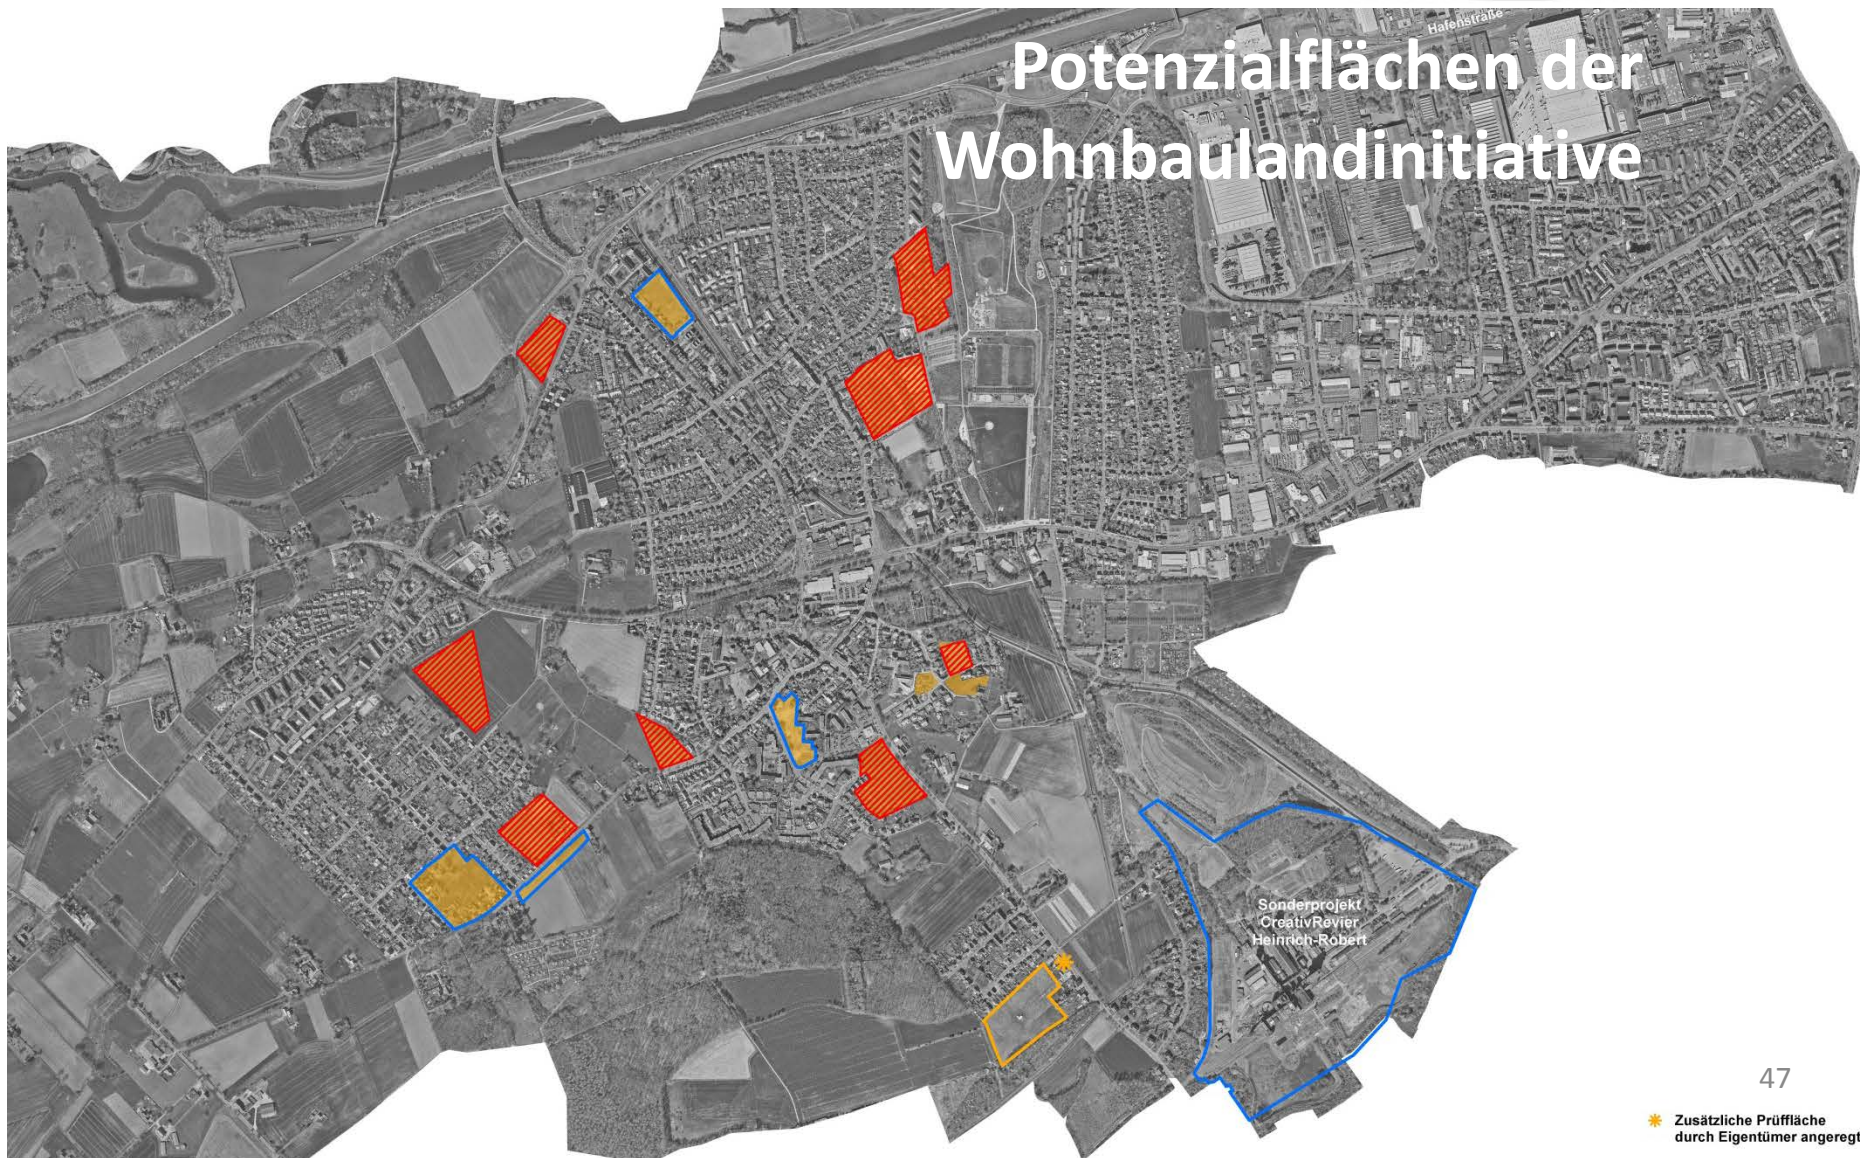 Hafenstraße
Potenzialflächen der
Wohnbaulandinitiative
Sonderprojekt
CreativRevier
Heinrich-Robert
47
Zusätzliche Prüffläche
durch Eigentümer angeregt